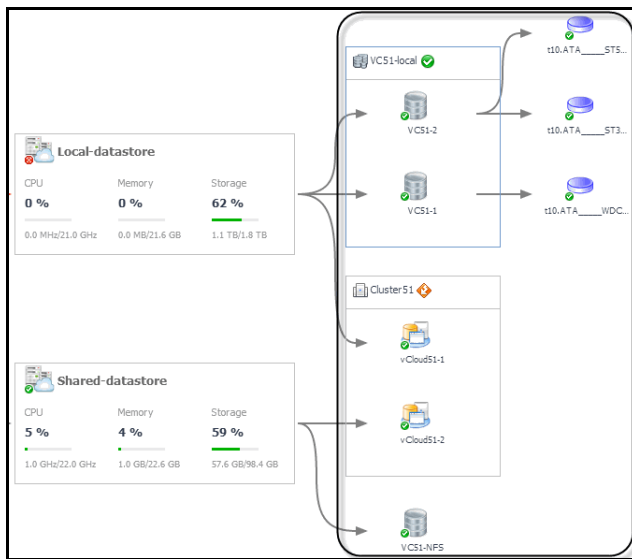 t10.ATA_____ST5...
VC51-local
VC51-2
t10.ATA_____ST3...
Local-datastore
CPU Memory Storage
0 % 0 % 62 %
0.0 MHz/21.0 GHz 0.0 MB/21.6 GB 1.1 TB/1.8 TB
VC51-1
t10.ATA_____WDC...
Cluster51
vCloud51-1
Shared-datastore
CPU Memory Storage
5 % 4 % 59 %
1.0 GHz/22.0 GHz 1.0 GB/22.6 GB 57.6 GB/98.4 GB
vCloud51-2
VC51-NFS